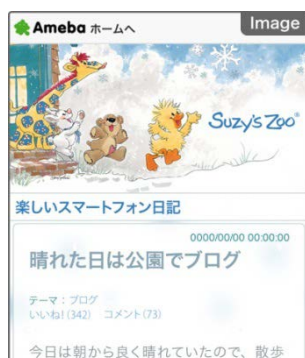 Ameba ホームへ
Image
Suzy's Zoo®
楽しいスマートフォン日記
0000/00/00 00:00:00
晴れた日は公園でブログ
テーマ：ブログ
いいね!(342) コメント(73)
今日は朝から良く晴れていたので、散歩